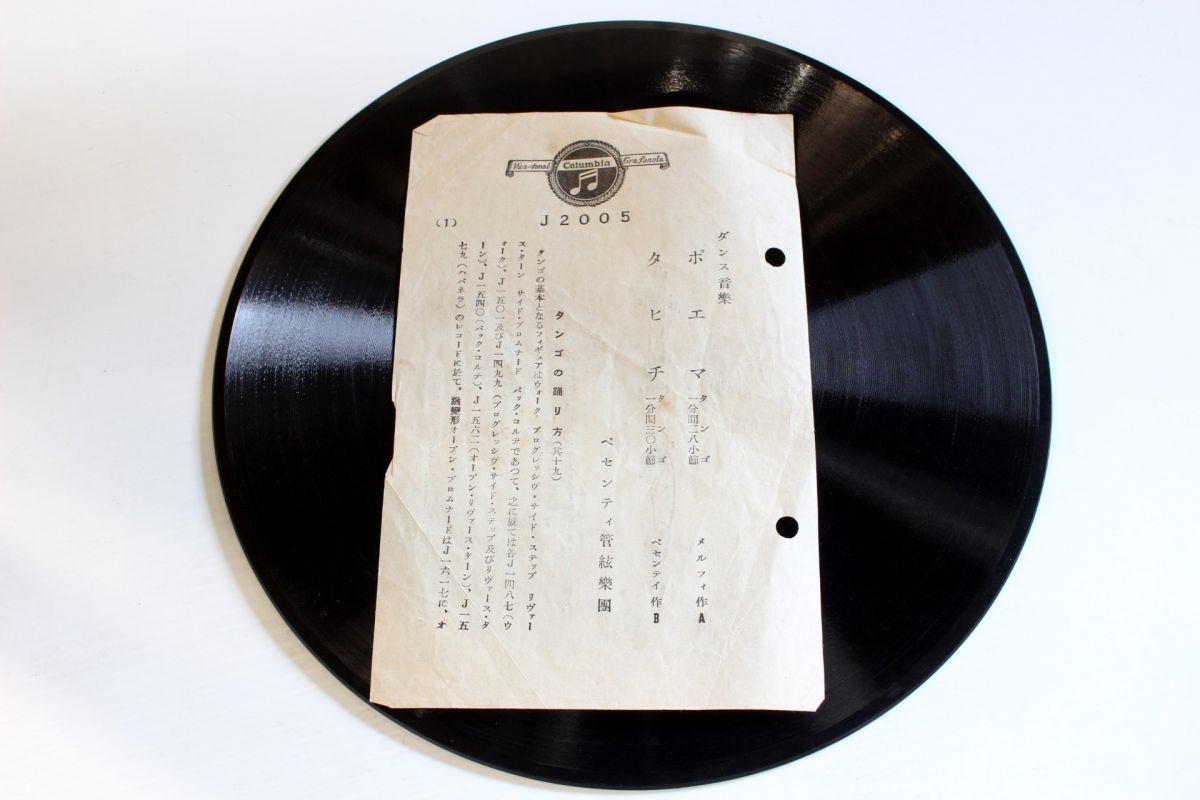 Viva-tonal Columbia Grafonola
J2005
(1)
ダンス音樂
ポエマ タンゴ 一分間二八小節 メルフィ作 A
タヒチ タンゴ 一分間三〇小節 ペセンテイ作 B
ペセンティ管絃樂團
タンゴの踊り方(其十九)
タンゴの基本となるフィギュアはウォーク プログレッシヴ・サイド・ステップ リヴァー
ス・ターン サイド・プロムナード バック・コルテであつて、之に就ては各J一四八七(ウ
オーク)、J一五〇一及びJ一四九九(プログレッシヴ・サイド・ステップ及びリヴァース・タ
ーン)、J一五四〇(バック・コルテ)、J一五六二(オープン・リヴァース・ターン)、J一五
七九(ハバネラ)のレコードに於て、猶變形オープン・プロムナードはJ一六一七に、オ